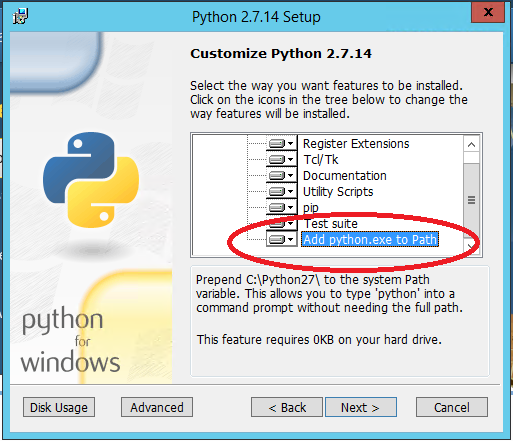 Python 2.7.14 Setup
x
Customize Python 2.7.14
Select the way you want features to be installed.
Click on the icons in the tree below to change the
way features will be installed.
Register Extensions
Tcl/Tk
Documentation
Utility Scripts
pip
Test suite
Add python.exe to Path
Prepend C:\Python27\ to the system Path
variable. This allows you to type 'python' into a
command prompt without needing the full path.
This feature requires 0KB on your hard drive.
python
for
windows
Disk Usage
Advanced
< Back
Next >
Cancel